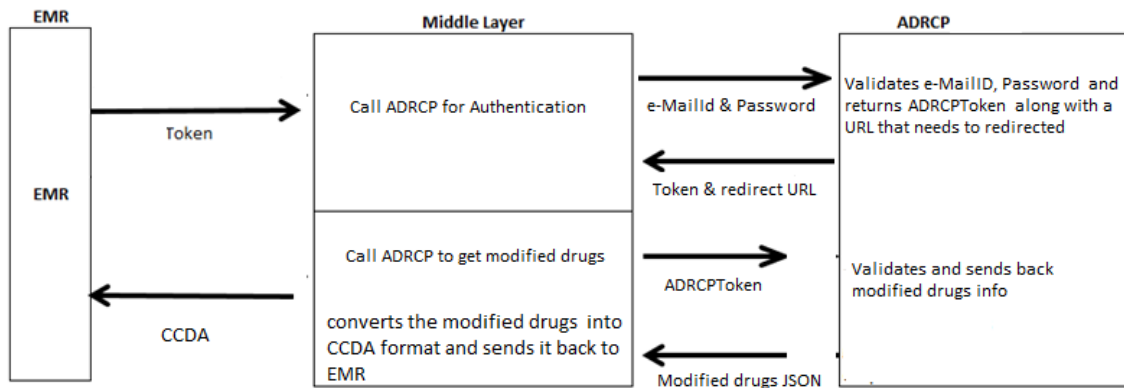 EMR
Middle Layer
ADRCP
EMR
Token
Call ADRCP for Authentication
e-MailId & Password
Validates e-MailID, Password and
returns ADRCPToken along with a
URL that needs to redirected
Token & redirect URL
Call ADRCP to get modified drugs
ADRCPToken
Validates and sends back
modified drugs info
CCDA
converts the modified drugs into
CCDA format and sends it back to
EMR
Modified drugs JSON